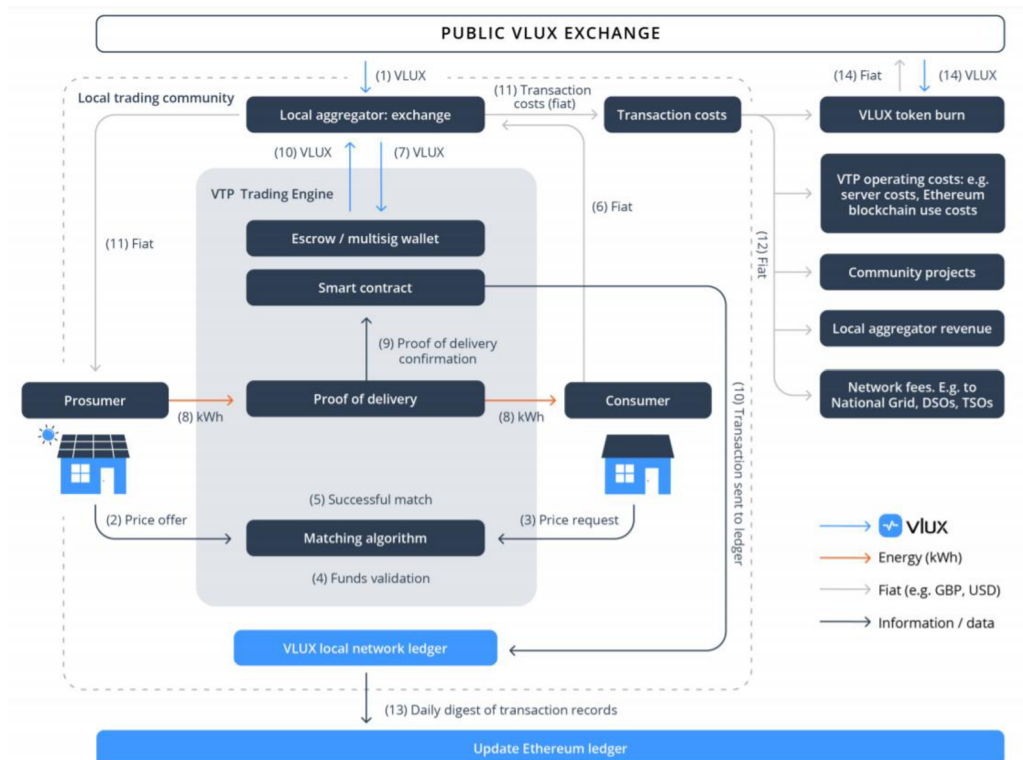 PUBLIC VLUX EXCHANGE
(1) VLUX
(14) Fiat
(14) VLUX
Local trading community
(11) Transaction
costs (fiat)
Local aggregator: exchange
Transaction costs
VLUX token burn
(10) VLUX
(7) VLUX
VTP Trading Engine
(6) Fiat
VTP operating costs: e.g.
server costs, Ethereum
blockchain use costs
(11) Fiat
Escrow / multisig wallet
(12) Fiat
Smart contract
Community projects
(9) Proof of delivery
confirmation
Local aggregator revenue
Prosumer
(8) kWh
Proof of delivery
(8) kWh
Consumer
Network fees. E.g. to
National Grid, DSOs, TSOs
(10) Transaction sent to ledger
(5) Successful match
(2) Price offer
(3) Price request
Matching algorithm
(4) Funds validation
vlux
Energy (kWh)
Fiat (e.g. GBP, USD)
Information / data
VLUX local network ledger
(13) Daily digest of transaction records
Update Ethereum ledger